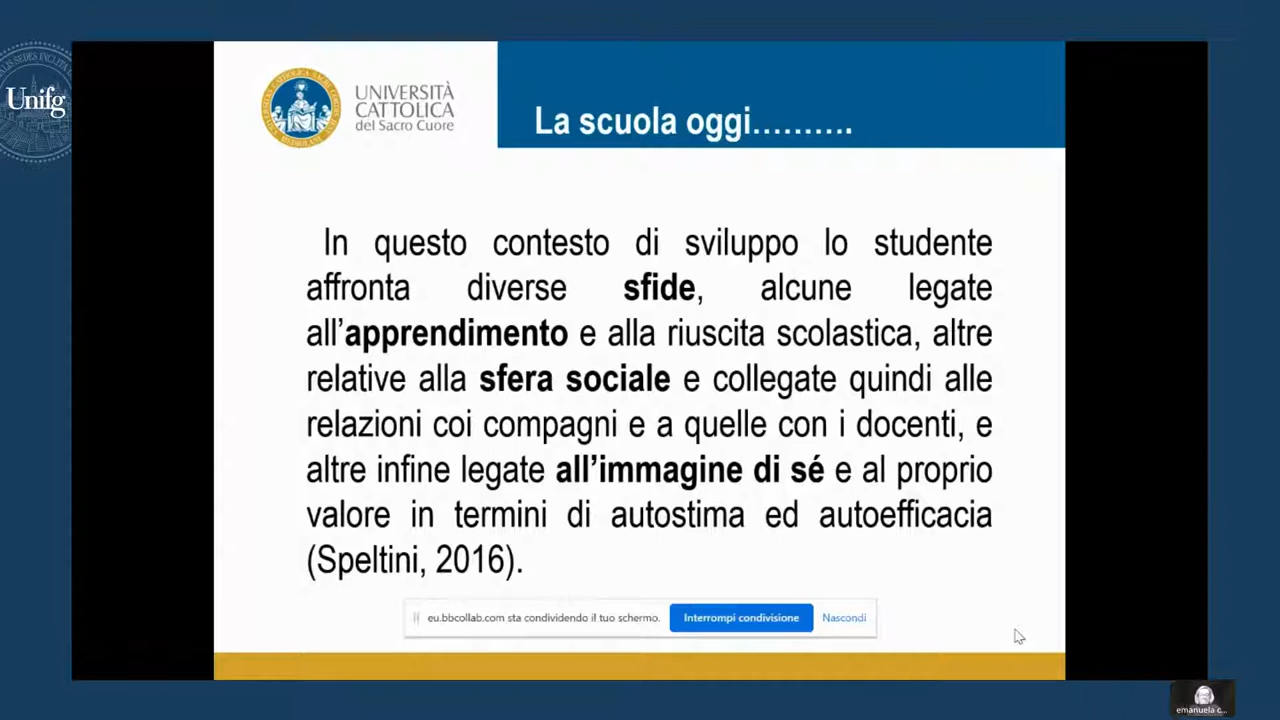 Unifg
UNIVERSITÀ
CATTOLICA
del Sacro Cuore
La scuola oggi..........
In questo contesto di sviluppo lo studente
affronta diverse sfide, alcune legate
all’apprendimento e alla riuscita scolastica, altre
relative alla sfera sociale e collegate quindi alle
relazioni coi compagni e a quelle con i docenti, e
altre infine legate all’immagine di sé e al proprio
valore in termini di autostima ed autoefficacia
(Speltini, 2016).
eu.bbcollab.com sta condividendo il tuo schermo.
Interrompi condivisione
Nascondi
emanuela c...